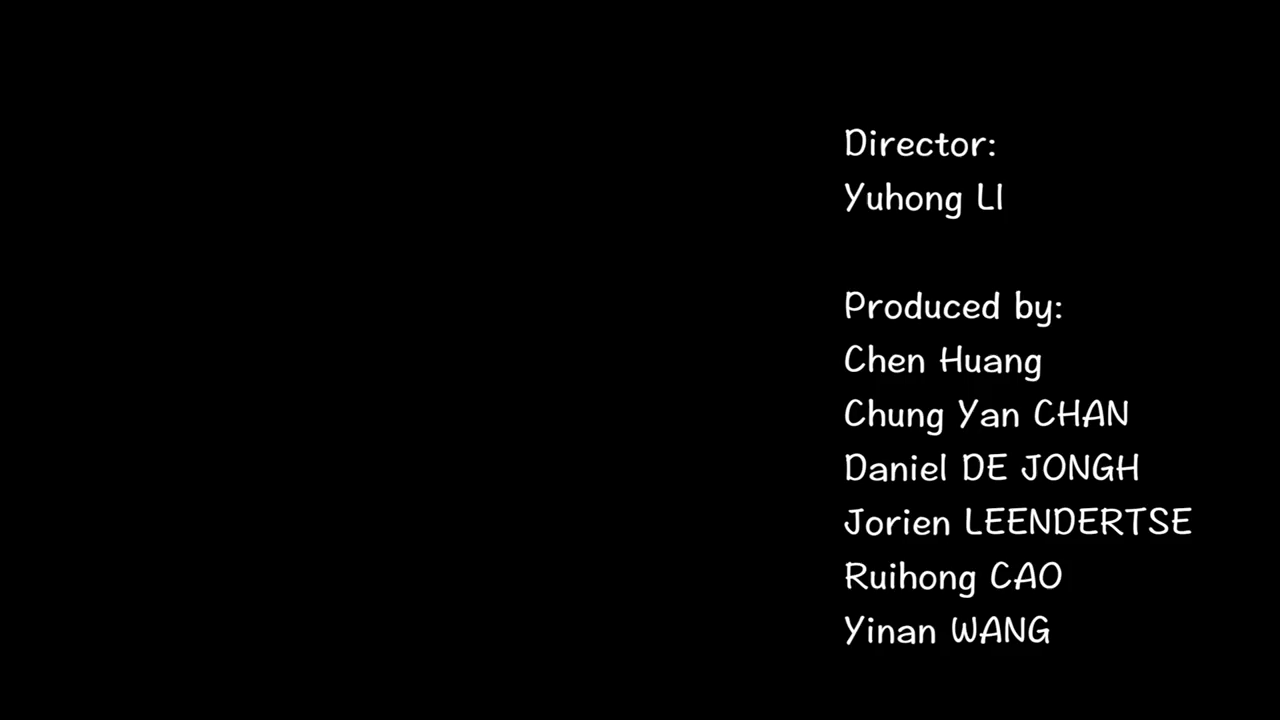 Director:
Yuhong LI
Produced by:
Chen Huang
Chung Yan CHAN
Daniel DE JONGH
Jorien LEENDERTSE
Ruihong CAO
Yinan WANG